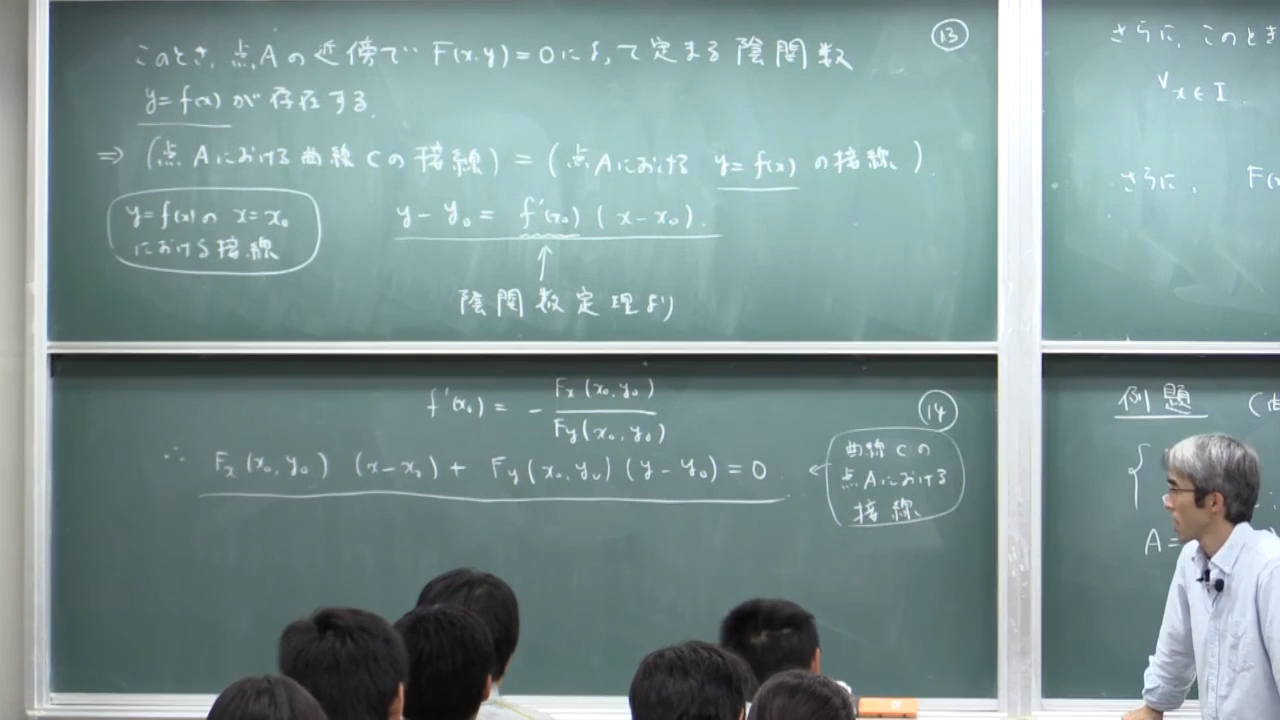 ⑬
このとき、点Aの近傍で F(x,y)=0によって定まる陰関数
y=f(x) が存在する.
⇒ (点Aにおける曲線Cの接線) = (点Aにおける y=f(x) の接線).
y=f(x)の x=x₀
における接線
y-y₀ = f'(x₀)(x-x₀).
↑
陰関数定理より
⑭
f'(x₀) = - Fx(x₀,y₀) / Fy(x₀,y₀)
∴ Fx(x₀,y₀)(x-x₀) + Fy(x₀,y₀)(y-y₀) = 0
← 曲線Cの
点Aにおける
接線
さらに、このとき
∀x∈I
さらに、 F(x
例題 (
{
A=